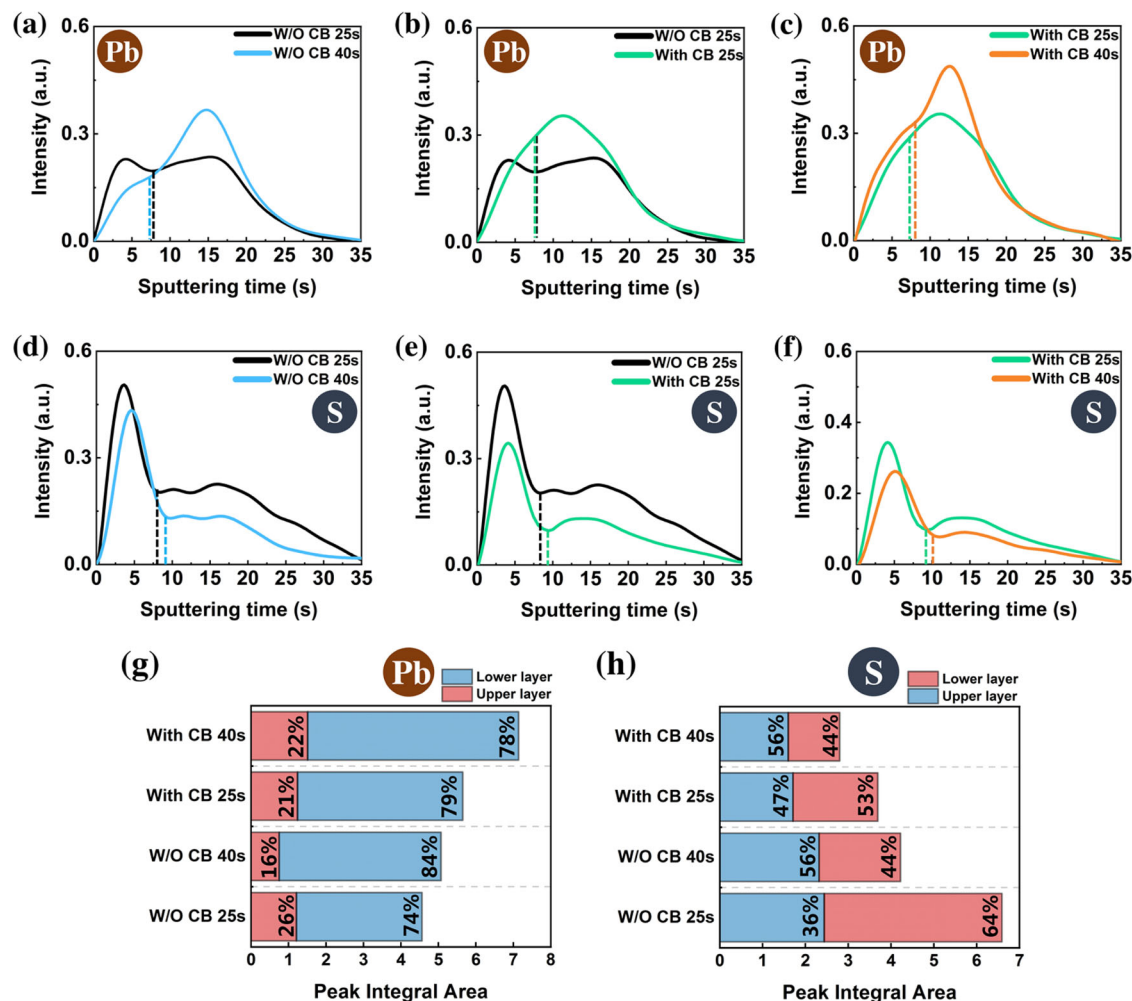 (a)
Pb
W/O CB 25s
W/O CB 40s
Intensity (a.u.)
0.6
0.3
0.0
0 5 10 15 20 25 30 35
Sputtering time (s)
(b)
Pb
W/O CB 25s
With CB 25s
Intensity (a.u.)
0.6
0.3
0.0
0 5 10 15 20 25 30 35
Sputtering time (s)
(c)
Pb
With CB 25s
With CB 40s
Intensity (a.u.)
0.6
0.3
0.0
0 5 10 15 20 25 30 35
Sputtering time (s)
(d)
W/O CB 25s
W/O CB 40s
S
Intensity (a.u.)
0.6
0.3
0.0
0 5 10 15 20 25 30 35
Sputtering time (s)
(e)
W/O CB 25s
With CB 25s
S
Intensity (a.u.)
0.6
0.3
0.0
0 5 10 15 20 25 30 35
Sputtering time (s)
(f)
With CB 25s
With CB 40s
S
Intensity (a.u.)
0.6
0.4
0.2
0.0
0 5 10 15 20 25 30 35
Sputtering time (s)
(g)
Pb
Lower layer
Upper layer
With CB 40s
22% 78%
With CB 25s
21% 79%
W/O CB 40s
16% 84%
W/O CB 25s
26% 74%
0 1 2 3 4 5 6 7 8
Peak Integral Area
(h)
S
Lower layer
Upper layer
With CB 40s
56% 44%
With CB 25s
47% 53%
W/O CB 40s
56% 44%
W/O CB 25s
36% 64%
0 1 2 3 4 5 6 7
Peak Integral Area